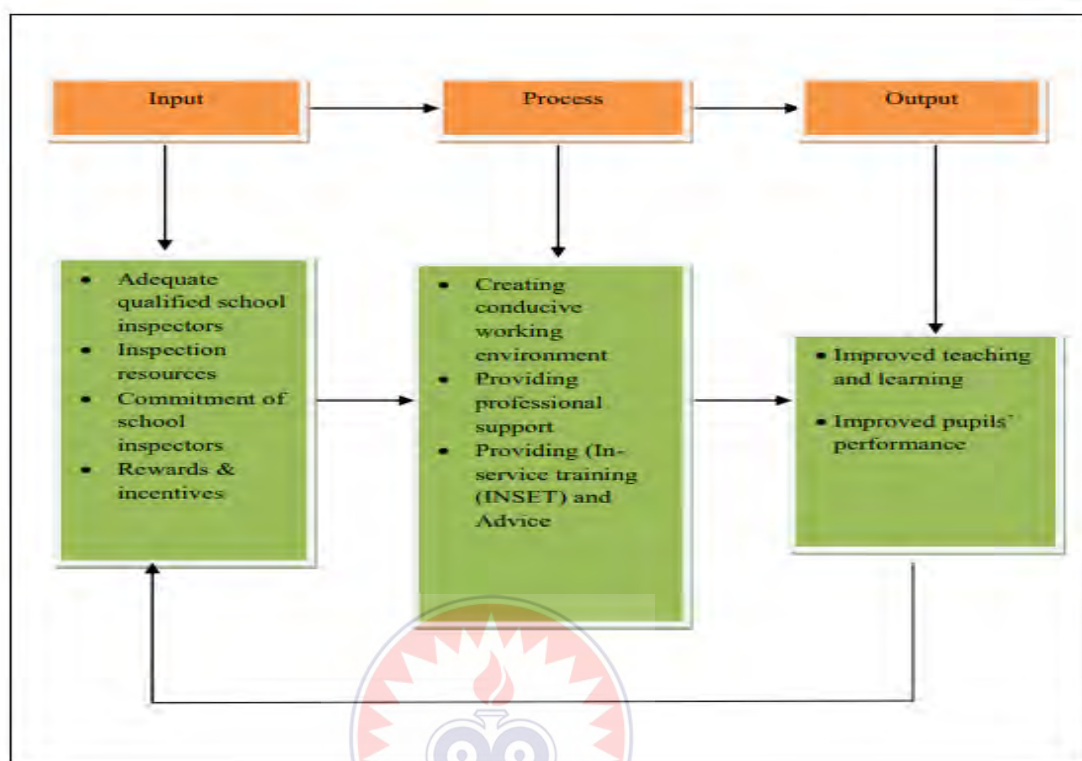 Input
Process
Output
• Adequate
qualified school
inspectors
• Inspection
resources
• Commitment of
school
inspectors
• Rewards &
incentives
• Creating
conducive
working
environment
• Providing
professional
support
• Providing (In-
service training
(INSET) and
Advice
• Improved teaching
and learning
• Improved pupils’
performance